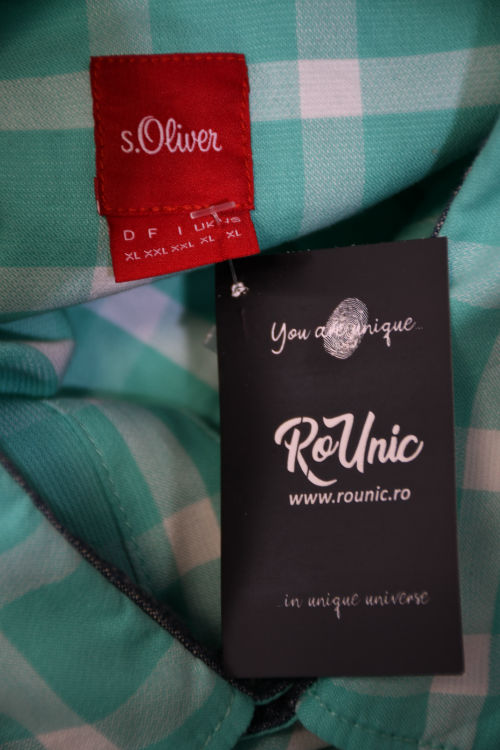 s.Oliver
D F I UK US
XL XXL XXL XL XL
You are unique...
RoUnic
www.rounic.ro
...in unique universe